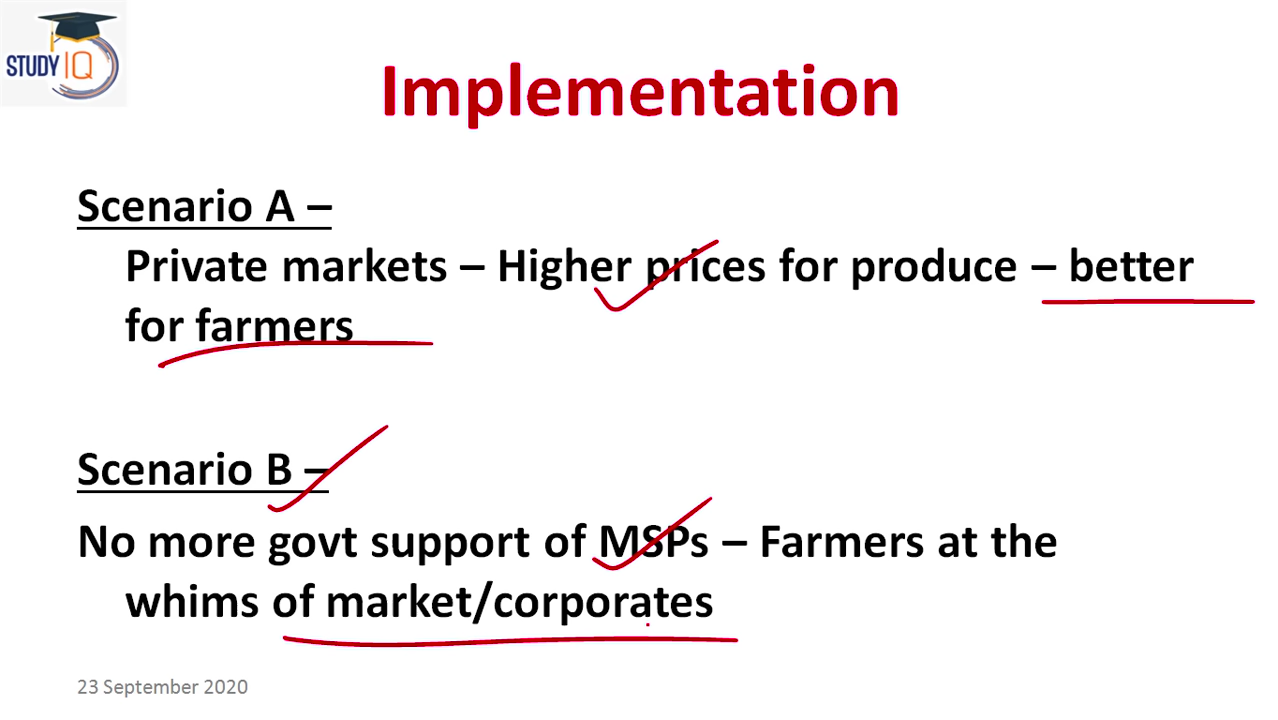 STUDY IQ
Implementation
Scenario A –
Private markets – Higher prices for produce – better
for farmers
Scenario B –
No more govt support of MSPs – Farmers at the
whims of market/corporates
23 September 2020